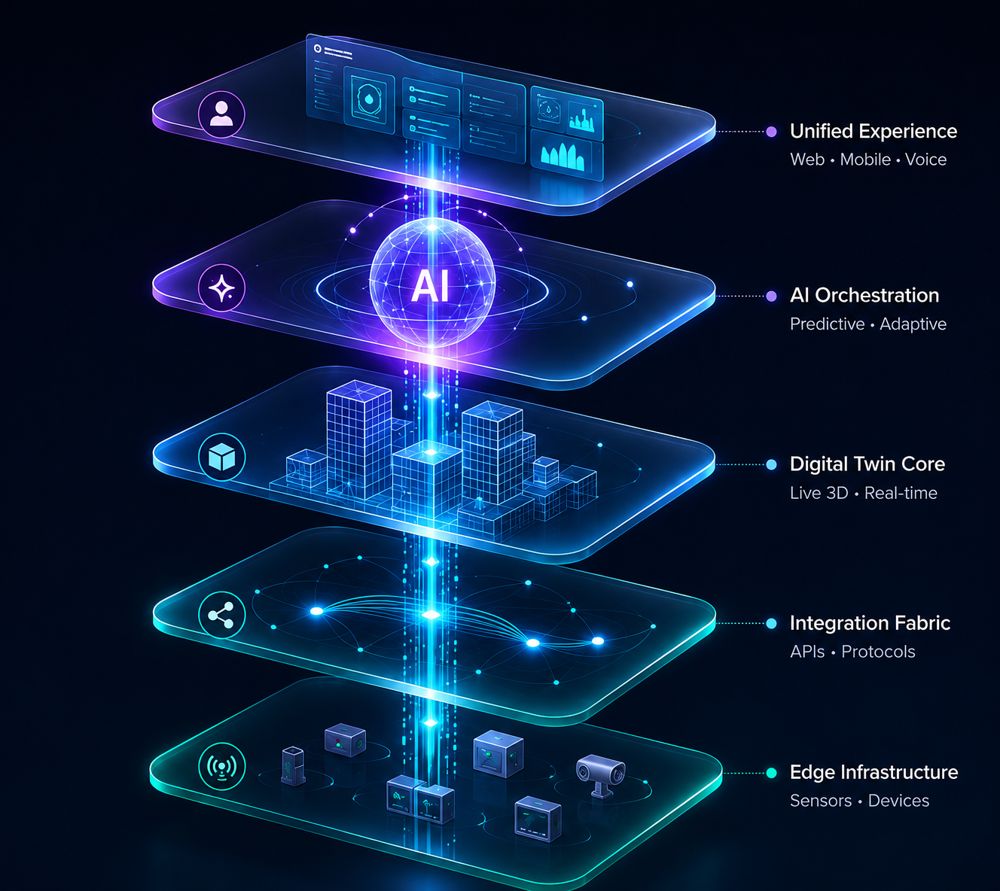 Unified Experience
Web • Mobile • Voice
AI
AI Orchestration
Predictive • Adaptive
Digital Twin Core
Live 3D • Real-time
Integration Fabric
APIs • Protocols
Edge Infrastructure
Sensors • Devices